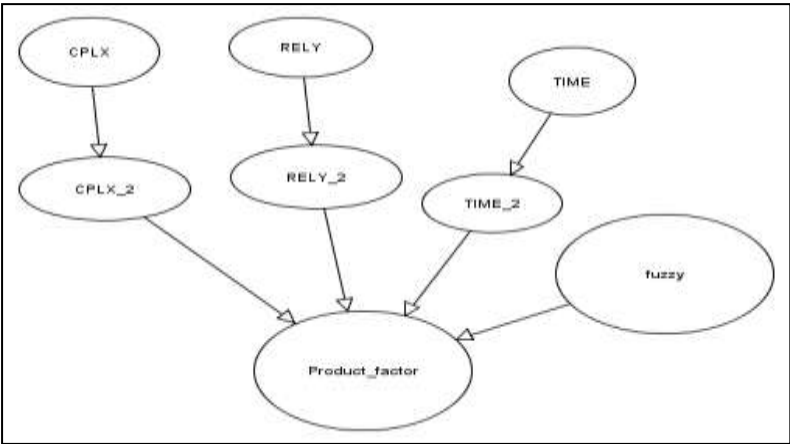 CPLX
RELY
TIME
CPLX_2
RELY_2
TIME_2
fuzzy
Product_factor